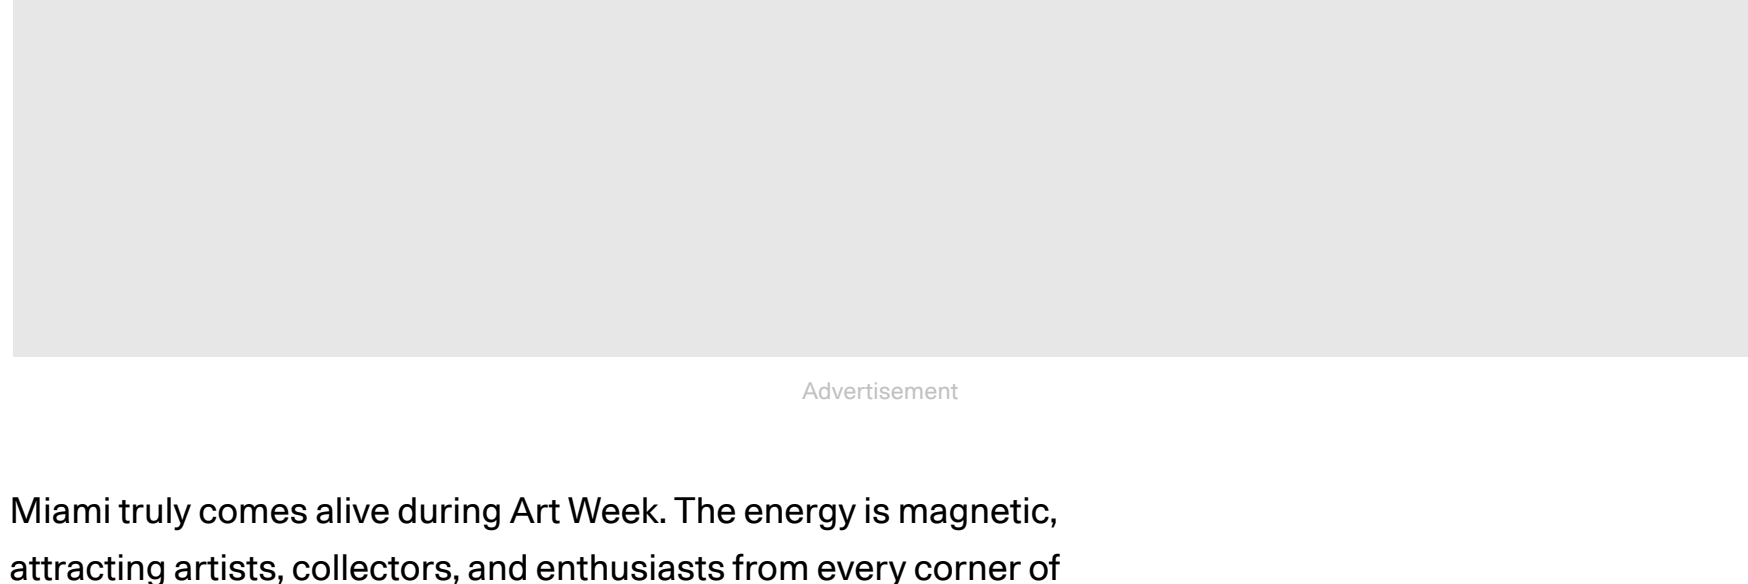 Advertisement
Miami truly comes alive during Art Week. The energy is magnetic,
attracting artists, collectors, and enthusiasts from every corner of